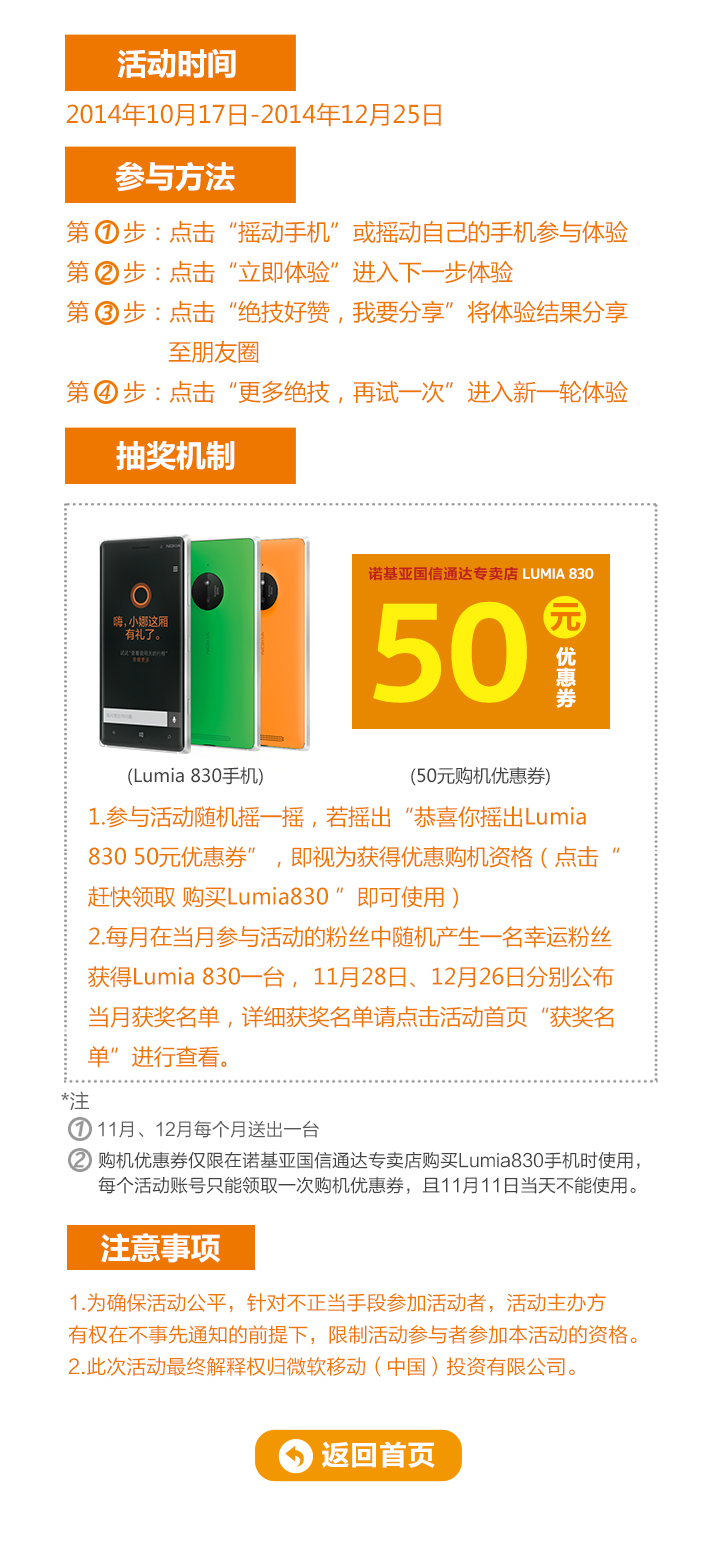 活动时间
2014年10月17日-2014年12月25日
参与方法
第①步：点击“摇动手机”或摇动自己的手机参与体验
第②步：点击“立即体验”进入下一步体验
第③步：点击“绝技好赞，我要分享”将体验结果分享
至朋友圈
第④步：点击“更多绝技，再试一次”进入新一轮体验
抽奖机制
NOKIA
嗨，小娜这厢
有礼了。
NOKIA
诺基亚国信通达专卖店 LUMIA 830
50元优惠券
(Lumia 830手机)
(50元购机优惠券)
1.参与活动随机摇一摇，若摇出“恭喜你摇出Lumia
830 50元优惠券”，即视为获得优惠购机资格（点击“
赶快领取 购买Lumia830 ”即可使用）
2.每月在当月参与活动的粉丝中随机产生一名幸运粉丝
获得Lumia 830一台， 11月28日、12月26日分别公布
当月获奖名单，详细获奖名单请点击活动首页“获奖名
单”进行查看。
*注
①11月、12月每个月送出一台
②购机优惠券仅限在诺基亚国信通达专卖店购买Lumia830手机时使用，
每个活动账号只能领取一次购机优惠券，且11月11日当天不能使用。
注意事项
1.为确保活动公平，针对不正当手段参加活动者，活动主办方
有权在不事先通知的前提下，限制活动参与者参加本活动的资格。
2.此次活动最终解释权归微软移动（中国）投资有限公司。
返回首页